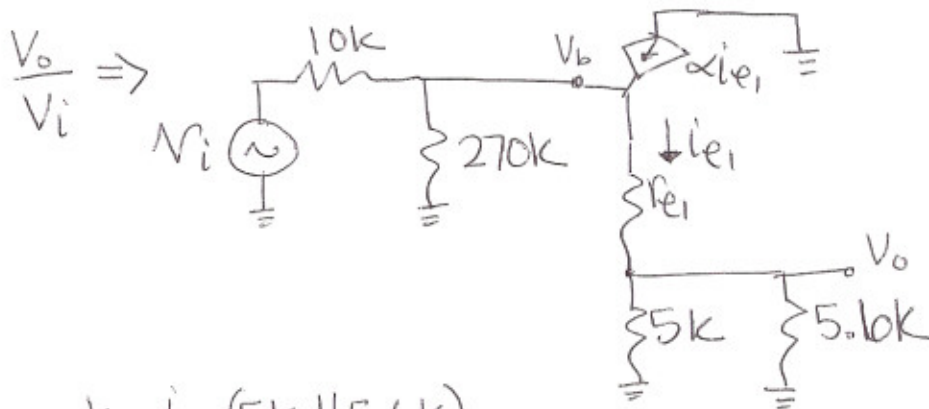 Vo/Vi =>
10k
Vb
αie1
Vi
270k
↓ie1
re1
Vo
5k
5.6k